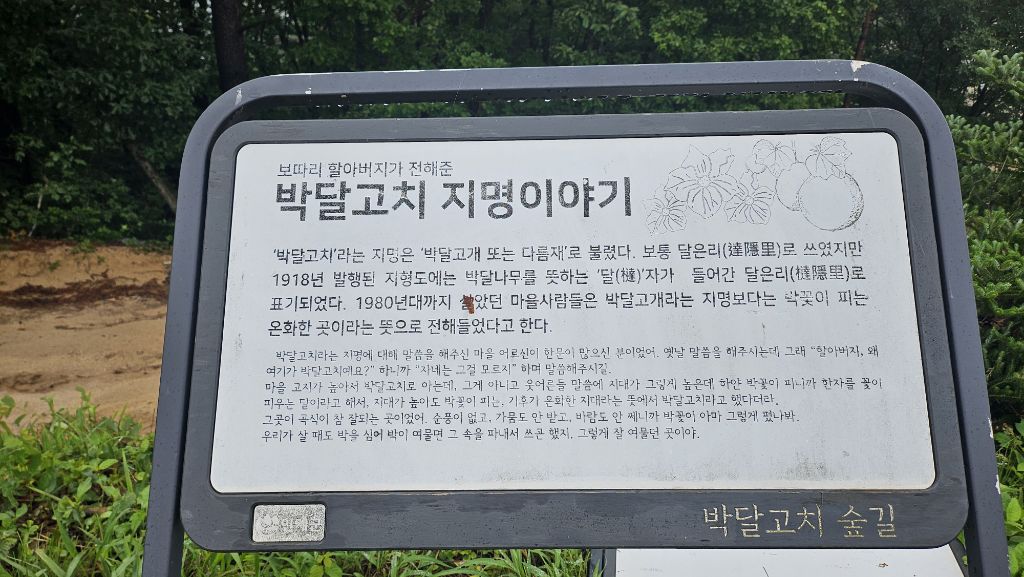 보따리 할아버지가 전해준
박달고치 지명이야기
'박달고치'라는 지명은 '박달고개 또는 다름재'로 불렸다. 보통 달은리(達隱里)로 쓰였지만
1918년 발행된 지형도에는 박달나무를 뜻하는 '달(橽)'자가 들어간 달은리(橽隱里)로
표기되었다. 1980년대까지 살았던 마을사람들은 박달고개라는 지명보다는 박꽃이 피는
온화한 곳이라는 뜻으로 전해들었다고 한다.
박달고치라는 지명에 대해 말씀을 해주신 마을 어르신이 한문이 많으신 분이었어. 옛날 말씀을 해주시는데, 그래 "할아버지, 왜
여기가 박달고치예요?" 하니까 "자네는 그걸 모르지" 하며 말씀해주시길.
마을 고지가 높아서 박달고치로 아는데, 그게 아니고 웃어른들 말씀에 지대가 그렇게 높은데, 하얀 박꽃이 피니까 한자를 꽃이
피우는 달이라고 해서, 지대가 높아도 박꽃이 피는, 기후가 온화한 지대라는 뜻에서 박달고치라고 했다더라.
그곳이 곡식이 참 잘되는 곳이었어. 순풍이 없고, 가뭄도 안 받고, 바람도 안 쎄니까 박꽃이 아마 그렇게 폈나봐.
우리가 살 때도 박을 심어 박이 여물면 그 속을 파내서 쓰곤 했지. 그렇게 잘 여물던 곳이야.
박달고치 숲길